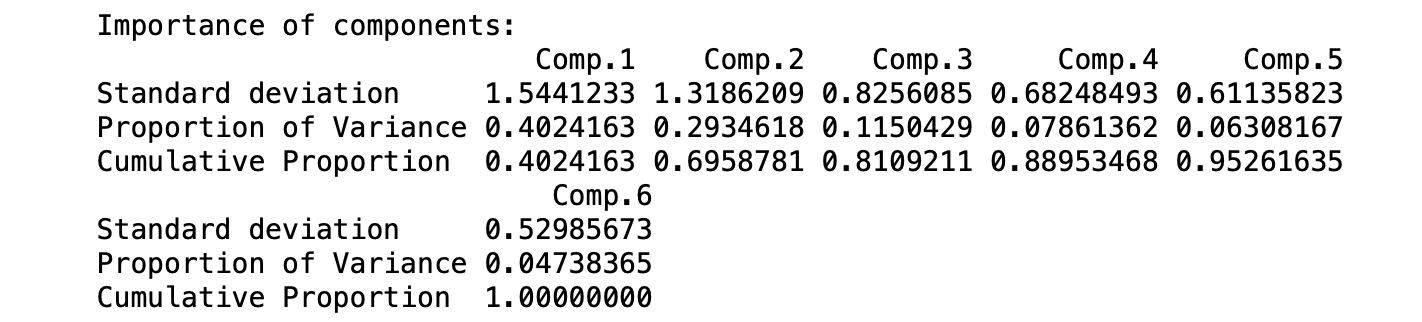 Importance of components:
                          Comp.1    Comp.2    Comp.3     Comp.4     Comp.5
Standard deviation     1.5441233 1.3186209 0.8256085 0.68248493 0.61135823
Proportion of Variance 0.4024163 0.2934618 0.1150429 0.07861362 0.06308167
Cumulative Proportion  0.4024163 0.6958781 0.8109211 0.88953468 0.95261635
                           Comp.6
Standard deviation     0.52985673
Proportion of Variance 0.04738365
Cumulative Proportion  1.00000000